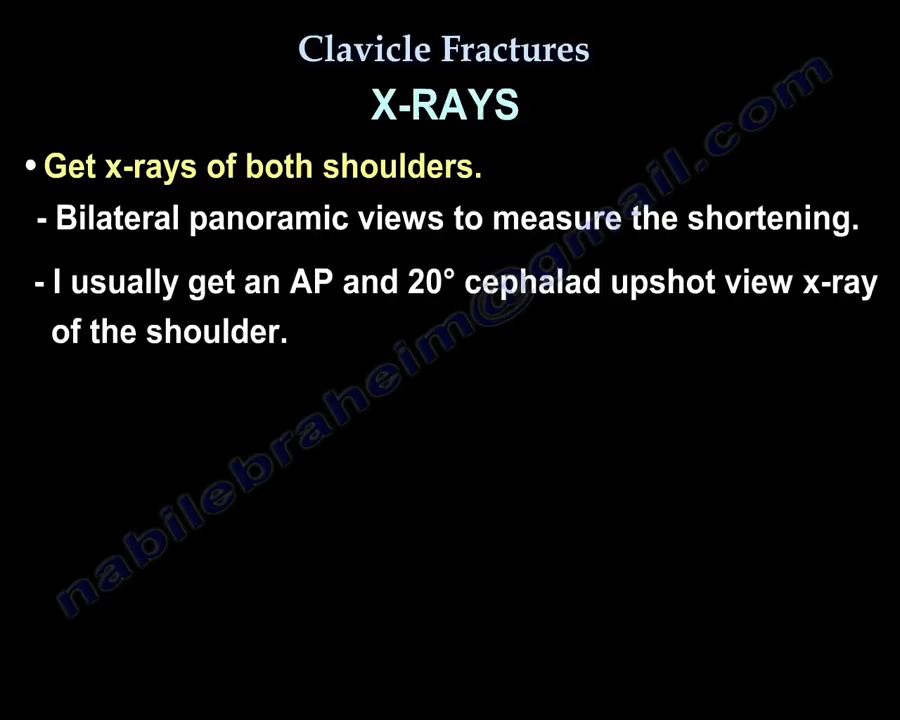 Clavicle Fractures
X-RAYS
• Get x-rays of both shoulders.
- Bilateral panoramic views to measure the shortening.
- I usually get an AP and 20° cephalad upshot view x-ray
of the shoulder.
nabilebraheim@gmail.com